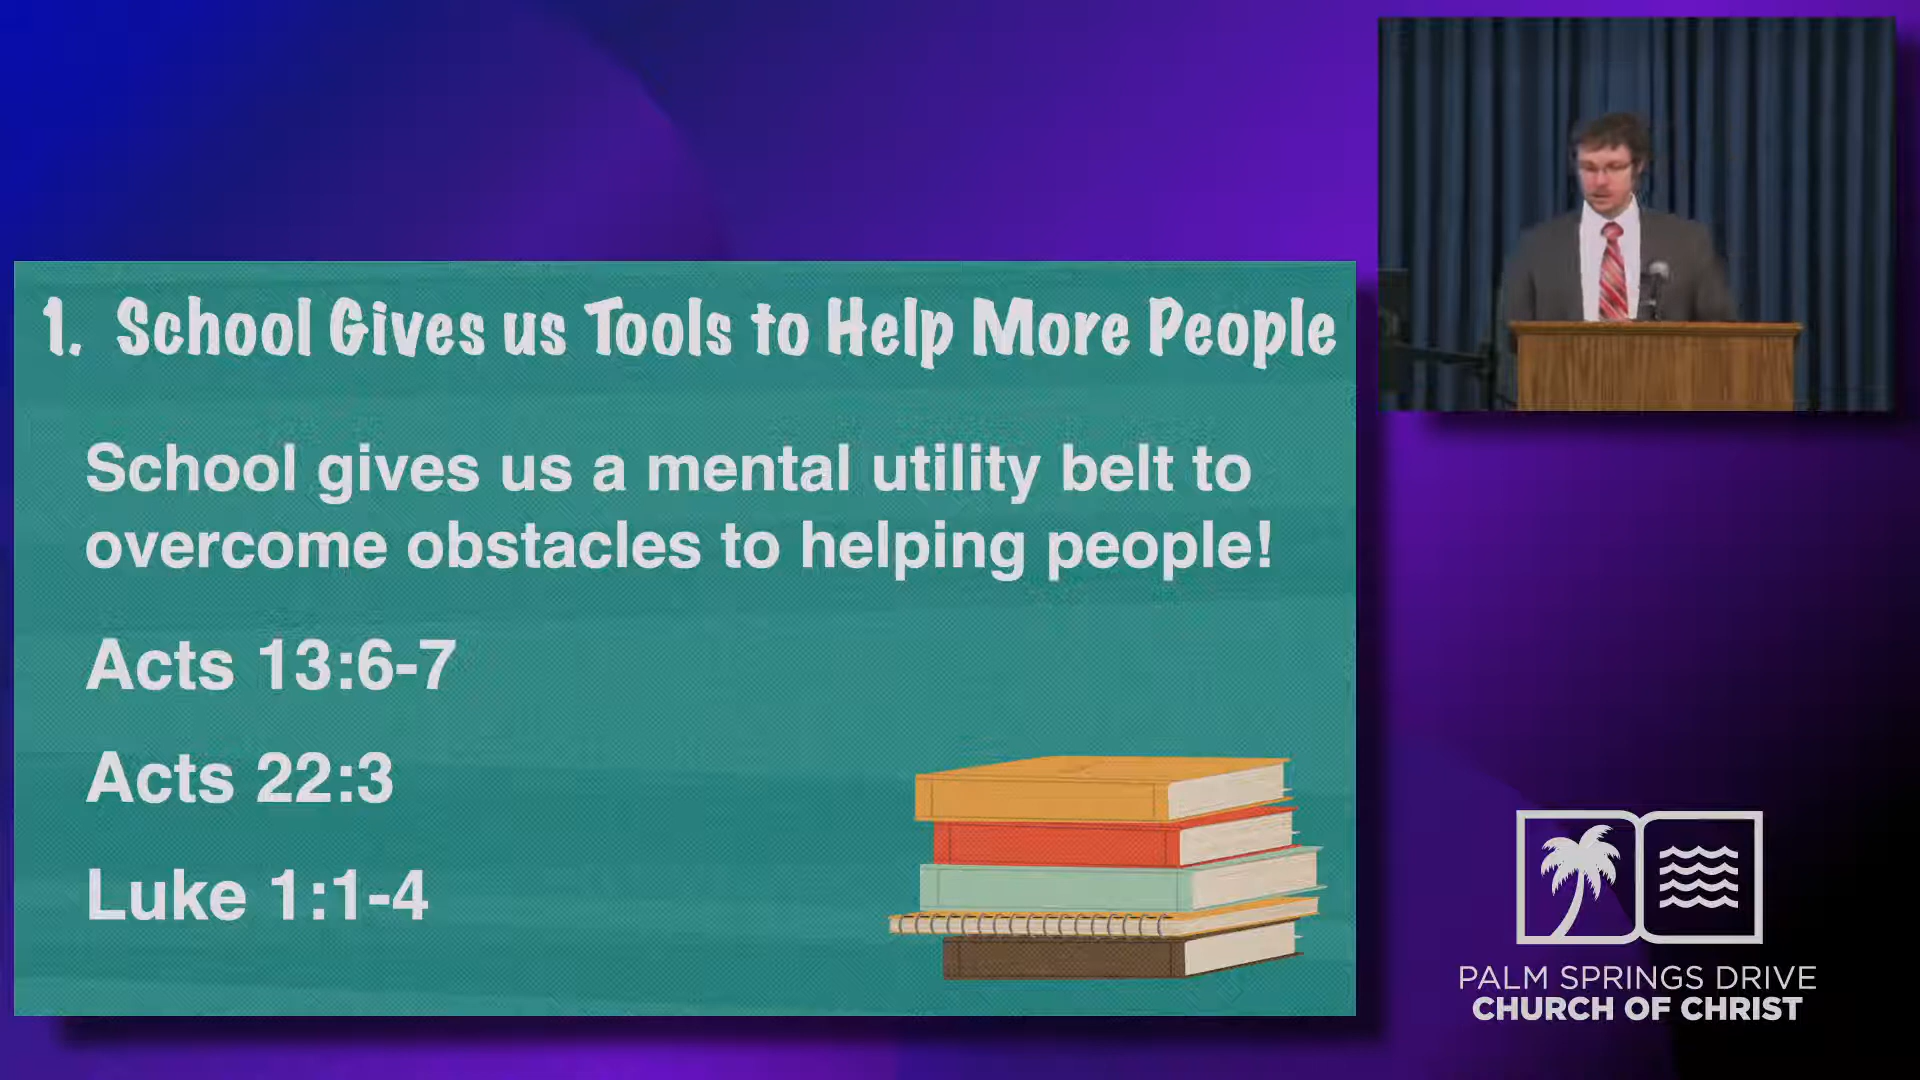 1. School Gives us Tools to Help More People
School gives us a mental utility belt to
overcome obstacles to helping people!
Acts 13:6-7
Acts 22:3
Luke 1:1-4
PALM SPRINGS DRIVE
CHURCH OF CHRIST